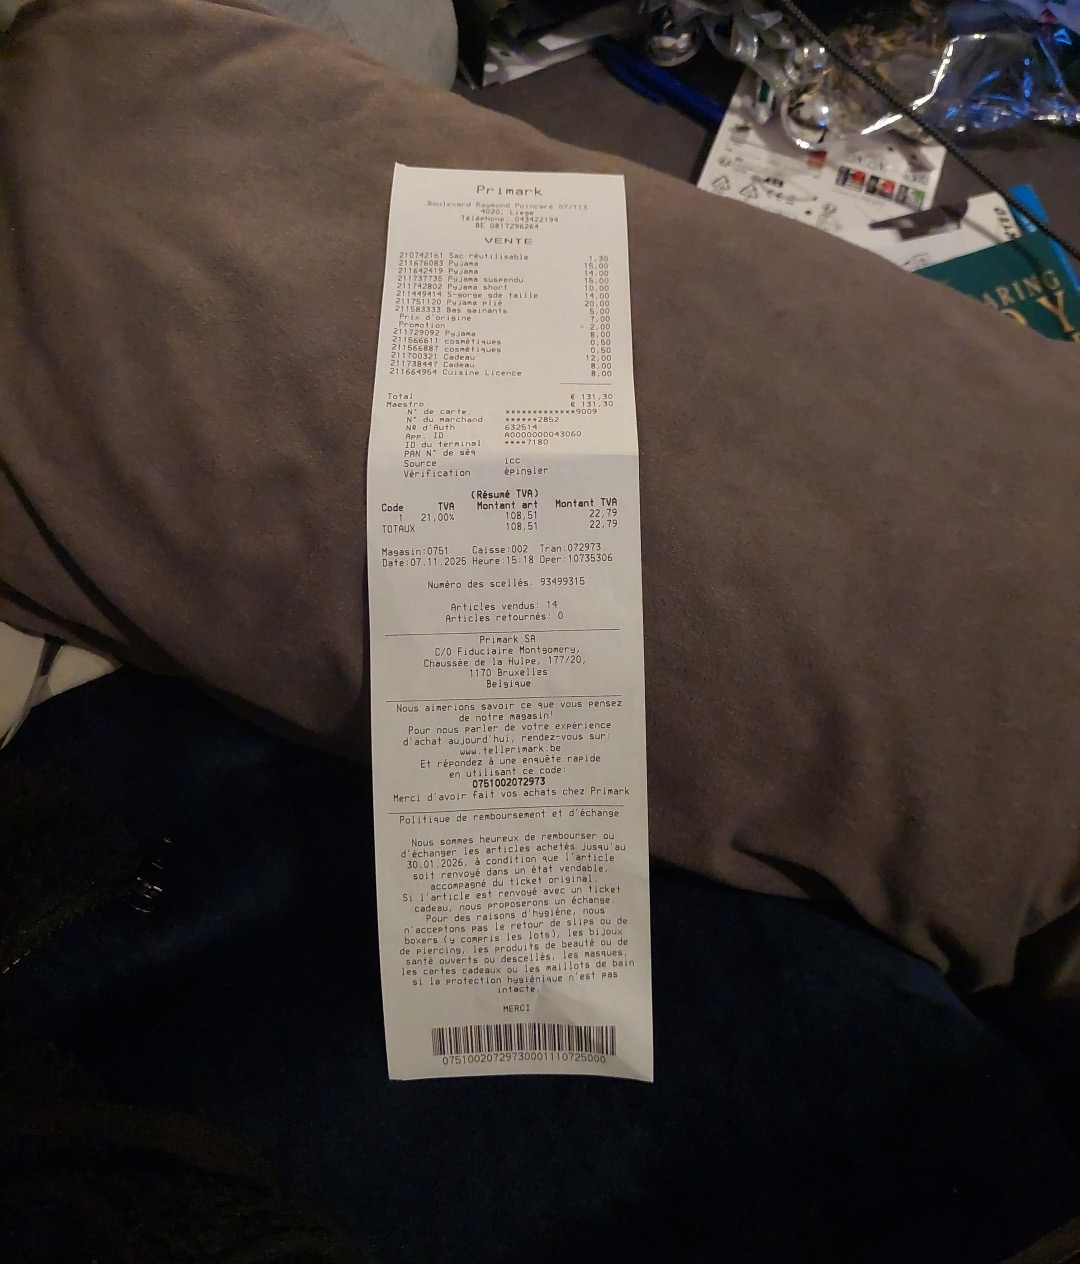 Primark
Boulevard Raymond Poincaré 07/113
4020, Liege
Téléphone: 043422194
BE 0817296264
VENTE
210742161 Sac réutilisable 1,30
211676083 Pyjama 15,00
211642419 Pyjama 14,00
211737735 Pyjama suspendu 15,00
211742802 Pyjama short 10,00
211449414 S-gorge gde taille 14,00
211751120 Pyjama plié 20,00
211583333 Bas gainants 5,00
Prix d'origine 7,00
Promotion - 2,00
211729092 Pyjama 8,00
211566611 cosmétiques 0,50
211566887 cosmétiques 0,50
211700321 Cadeau 12,00
211738447 Cadeau 8,00
211664954 Cuisine Licence 8,00
Total € 131,30
Maestro € 131,30
N° de carte *************9009
N° du marchand ******2852
Nº d'Auth 632514
App. ID A0000000043060
ID du terminal ****7180
PAN N° de séq
Source icc
Vérification épingler
(Résumé TVA)
Code TVA Montant art Montant TVA
1 21,00% 108,51 22,79
TOTAUX 108,51 22,79
Magasin:0751 Caisse:002 Tran:072973
Date:07.11.2025 Heure:15:18 Oper:10735306
Numéro des scellés: 93499315
Articles vendus: 14
Articles retournés: 0
Primark SA
C/O Fiduciaire Montgomery,
Chaussée de la Hulpe, 177/20,
1170 Bruxelles
Belgique
Nous aimerions savoir ce que vous pensez
de notre magasin!
Pour nous parler de votre expérience
d'achat aujourd'hui, rendez-vous sur:
www.tellprimark.be
Et répondez à une enquête rapide
en utilisant ce code:
0751002072973
Merci d'avoir fait vos achats chez Primark
Politique de remboursement et d'échange
Nous sommes heureux de rembourser ou
d'échanger les articles achetés jusqu'au
30.01.2026, à condition que l'article
soit renvoyé dans un état vendable,
accompagné du ticket original.
Si l'article est renvoyé avec un ticket
cadeau, nous proposerons un échange.
Pour des raisons d'hygiène, nous
n'acceptons pas le retour de slips ou de
boxers (y compris les lots), les bijoux
de piercing, les produits de beauté ou de
santé ouverts ou descellés, les masques,
les cartes cadeaux ou les maillots de bain
si la protection hygiénique n'est pas
intacte.
MERCI
07510020729730001110725000
ARING